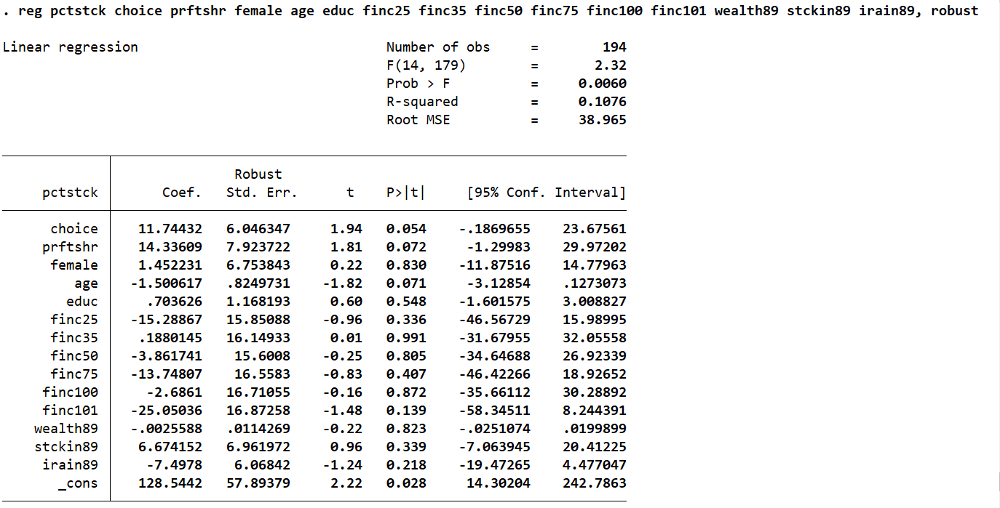 . reg pctstck choice prftshr female age educ finc25 finc35 finc50 finc75 finc100 finc101 wealth89 stckin89 irain89, robust
Linear regression Number of obs = 194
F(14, 179) = 2.32
Prob > F = 0.0060
R-squared = 0.1076
Root MSE = 38.965
Robust
pctstck Coef. Std. Err. t P>|t| [95% Conf. Interval]
choice 11.74432 6.046347 1.94 0.054 -.1869655 23.67561
prftshr 14.33609 7.923722 1.81 0.072 -1.29983 29.97202
female 1.452231 6.753843 0.22 0.830 -11.87516 14.77963
age -1.500617 .8249731 -1.82 0.071 -3.12854 .1273073
educ .703626 1.168193 0.60 0.548 -1.601575 3.008827
finc25 -15.28867 15.85088 -0.96 0.336 -46.56729 15.98995
finc35 .1880145 16.14933 0.01 0.991 -31.67955 32.05558
finc50 -3.861741 15.6008 -0.25 0.805 -34.64688 26.92339
finc75 -13.74807 16.5583 -0.83 0.407 -46.42266 18.92652
finc100 -2.6861 16.71055 -0.16 0.872 -35.66112 30.28892
finc101 -25.05036 16.87258 -1.48 0.139 -58.34511 8.244391
wealth89 -.0025588 .0114269 -0.22 0.823 -.0251074 .0199899
stckin89 6.674152 6.961972 0.96 0.339 -7.063945 20.41225
irain89 -7.4978 6.06842 -1.24 0.218 -19.47265 4.477047
_cons 128.5442 57.89379 2.22 0.028 14.30204 242.7863